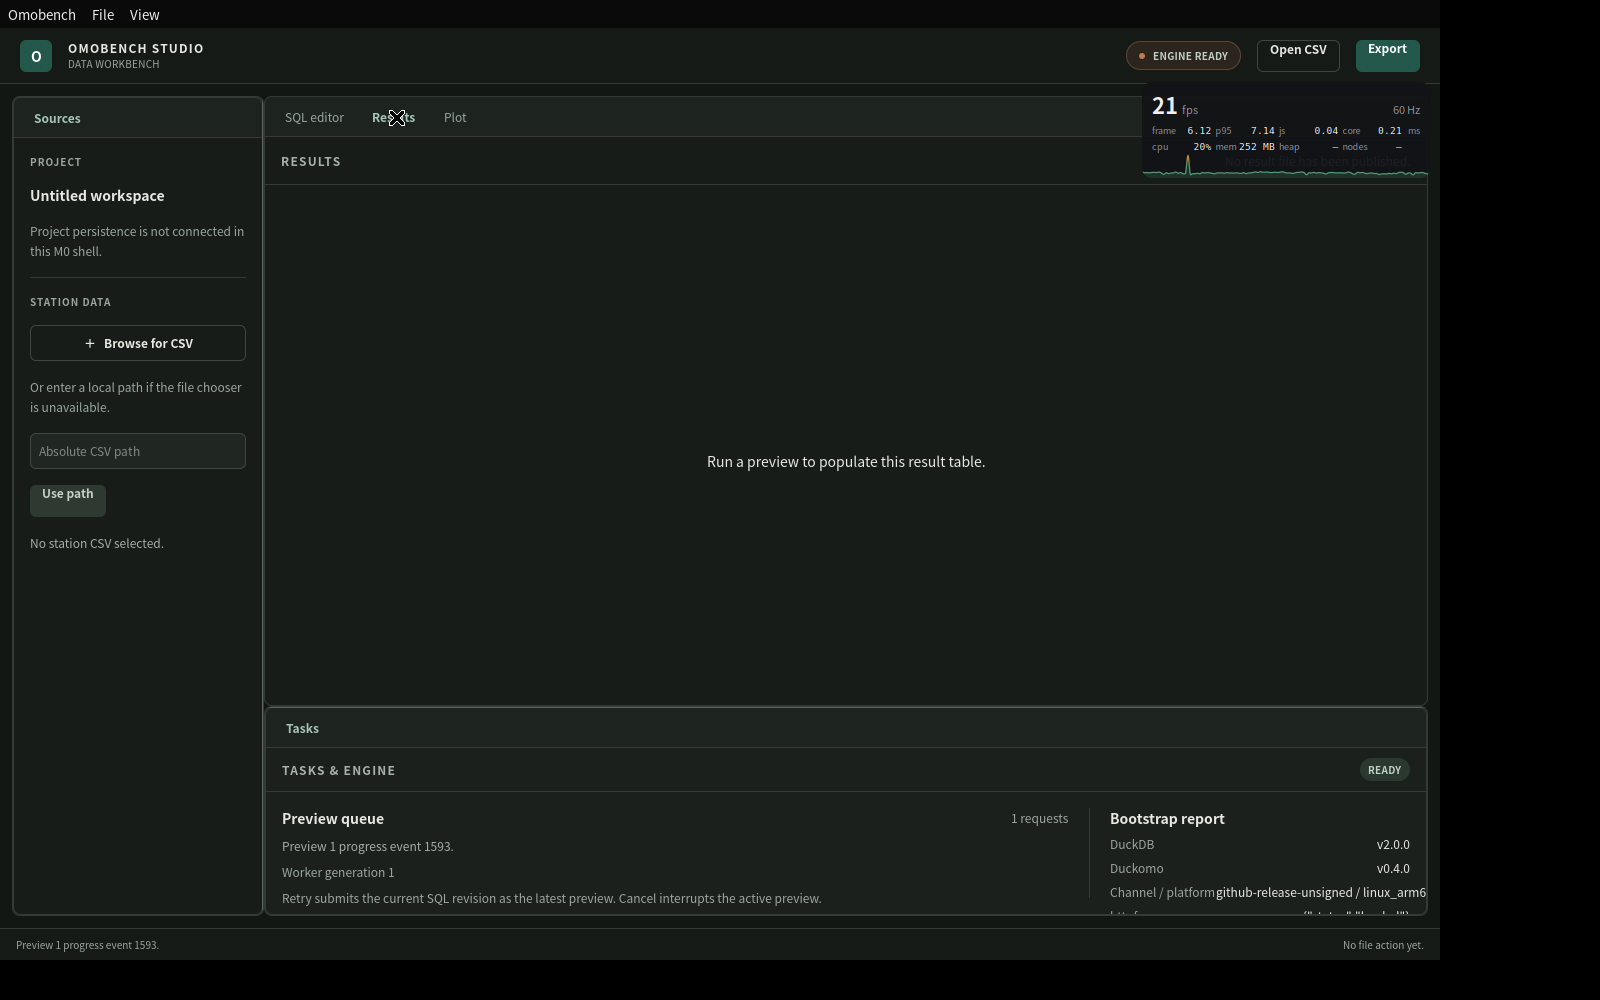 Omobench File View
O
OMOBENCH STUDIO
DATA WORKBENCH
ENGINE READY
Open CSV
Export
21 fps 60 Hz
frame 6.12 p95 7.14 js 0.04 core 0.21 ms
cpu 20% mem 252 MB heap – nodes –
No result file has been published.
Sources
PROJECT
Untitled workspace
Project persistence is not connected in
this M0 shell.
STATION DATA
+ Browse for CSV
Or enter a local path if the file chooser
is unavailable.
Absolute CSV path
Use path
No station CSV selected.
SQL editor Results Plot
RESULTS
Run a preview to populate this result table.
Tasks
TASKS & ENGINE
READY
Preview queue
1 requests
Preview 1 progress event 1593.
Worker generation 1
Retry submits the current SQL revision as the latest preview. Cancel interrupts the active preview.
Bootstrap report
DuckDB v2.0.0
Duckomo v0.4.0
Channel / platform github-release-unsigned / linux_arm6
Preview 1 progress event 1593.
No file action yet.